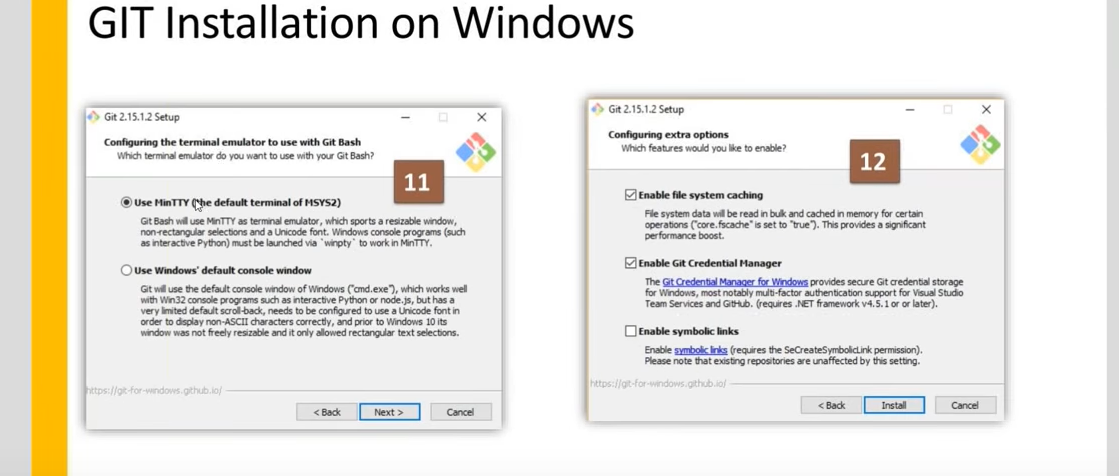 GIT Installation on Windows
Git 2.15.1.2 Setup
Configuring the terminal emulator to use with Git Bash
Which terminal emulator do you want to use with your Git Bash?
11
Use MinTTY (the default terminal of MSYS2)
Git Bash will use MinTTY as terminal emulator, which sports a resizable window,
non-rectangular selections and a Unicode font. Windows console programs (such
as interactive Python) must be launched via `winpty` to work in MinTTY.
Use Windows' default console window
Git will use the default console window of Windows ("cmd.exe"), which works well
with Win32 console programs such as interactive Python or node.js, but has a
very limited default scroll-back, needs to be configured to use a Unicode font in
order to display non-ASCII characters correctly, and prior to Windows 10 its
window was not freely resizable and it only allowed rectangular text selections.
https://git-for-windows.github.io/
< Back
Next >
Cancel
Git 2.15.1.2 Setup
Configuring extra options
Which features would you like to enable?
12
Enable file system caching
File system data will be read in bulk and cached in memory for certain
operations ("core.fscache" is set to "true"). This provides a significant
performance boost.
Enable Git Credential Manager
The Git Credential Manager for Windows provides secure Git credential storage
for Windows, most notably multi-factor authentication support for Visual Studio
Team Services and GitHub. (requires .NET framework v4.5.1 or or later).
Enable symbolic links
Enable symbolic links (requires the SeCreateSymbolicLink permission).
Please note that existing repositories are unaffected by this setting.
https://git-for-windows.github.io/
< Back
Install
Cancel